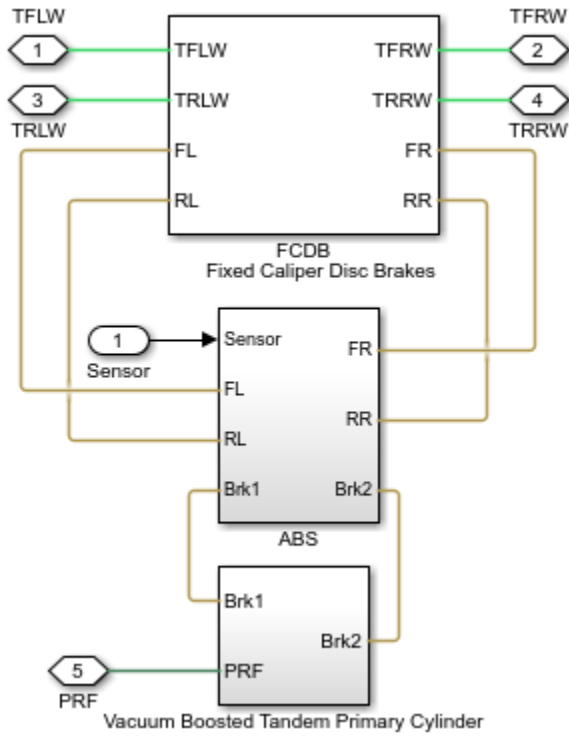 TFLW
TFRW
1
TFLW
TFRW
2
3
TRLW
TRRW
4
TRLW
TRRW
FL
FR
RL
RR
FCDB
Fixed Caliper Disc Brakes
1
Sensor
FR
Sensor
FL
RL
RR
Brk1
Brk2
ABS
Brk1
Brk2
5
PRF
PRF
Vacuum Boosted Tandem Primary Cylinder